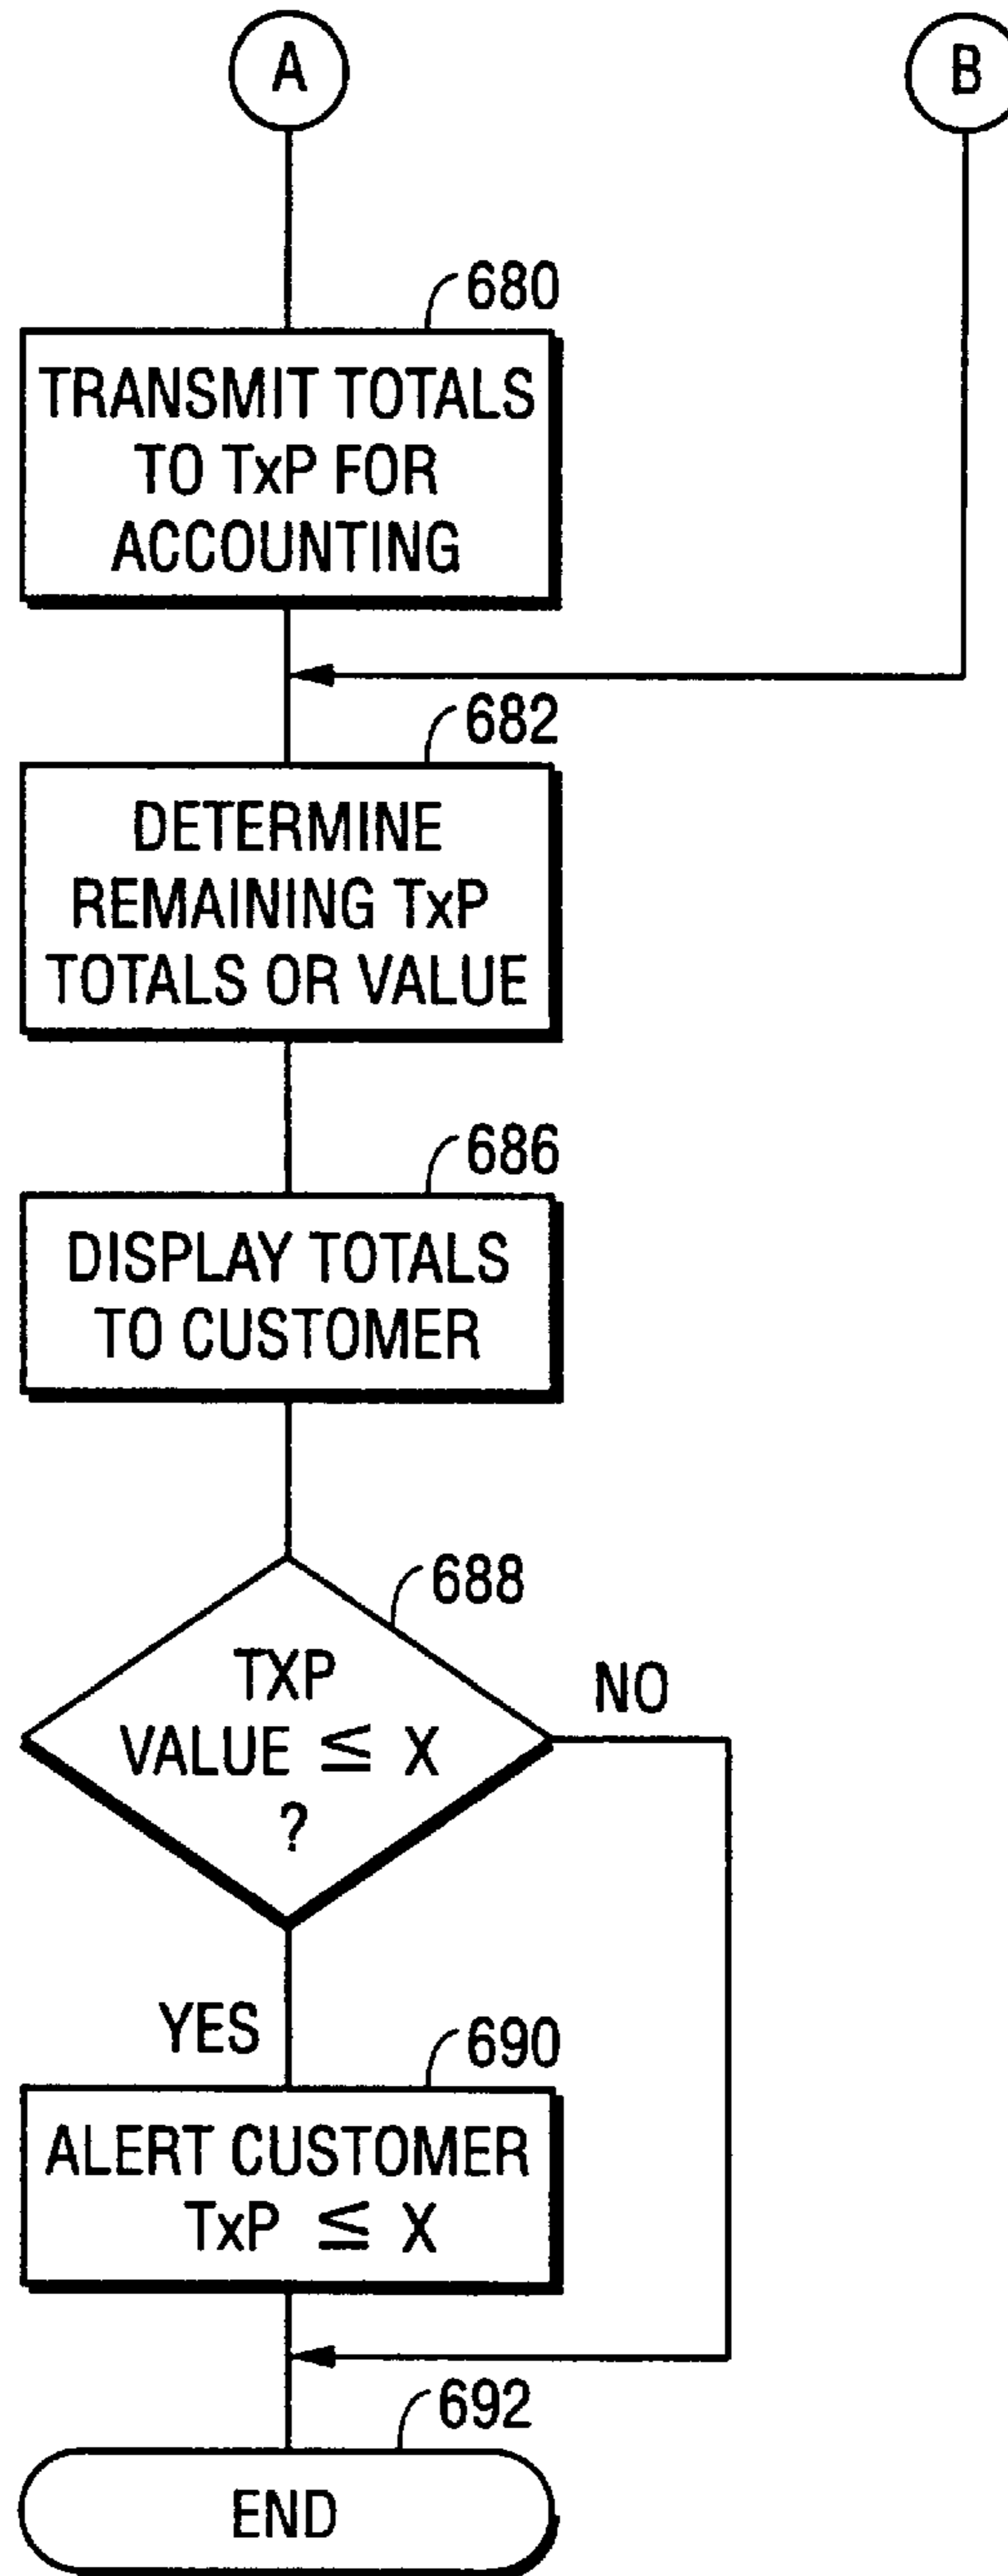 A
B
680
TRANSMIT TOTALS
TO TxP FOR
ACCOUNTING
682
DETERMINE
REMAINING TxP
TOTALS OR VALUE
686
DISPLAY TOTALS
TO CUSTOMER
688
TXP
VALUE ≤ X
?
NO
YES
690
ALERT CUSTOMER
TxP ≤ X
692
END